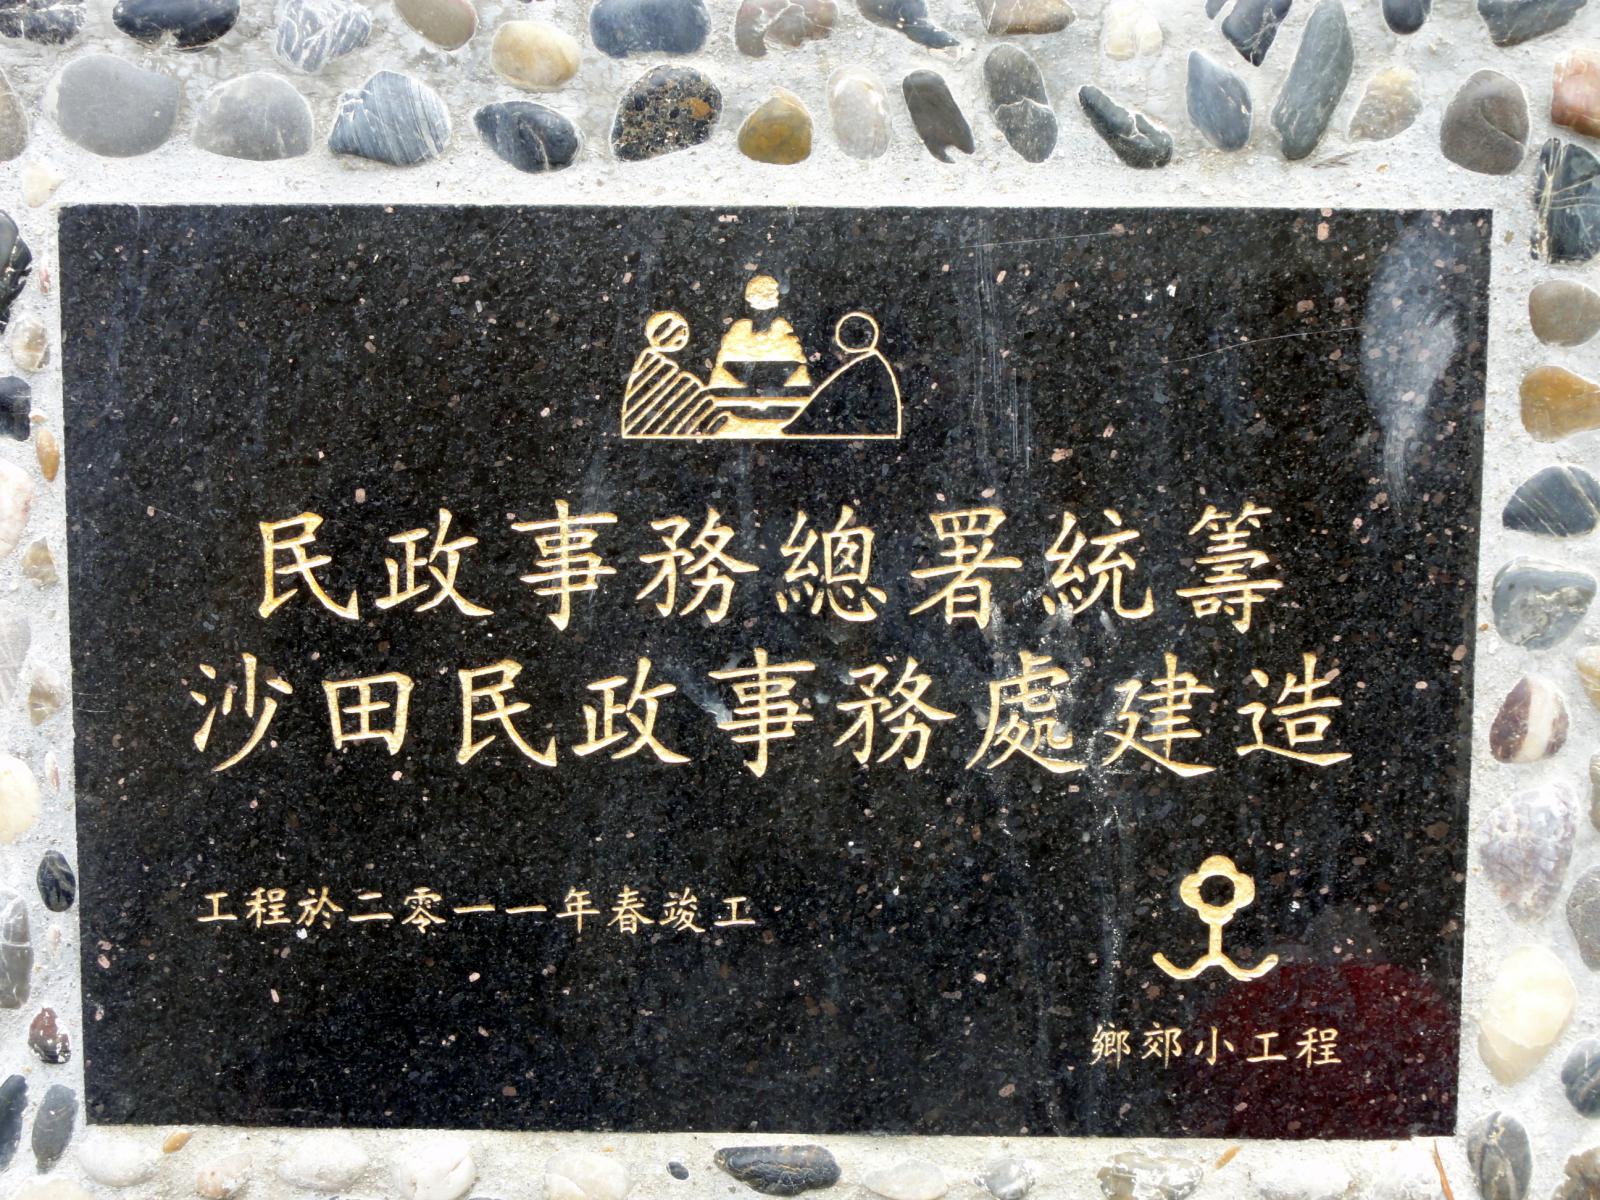 民政事務總署統籌
沙田民政事務處建造
工程於二零一一年春竣工
鄉郊小工程